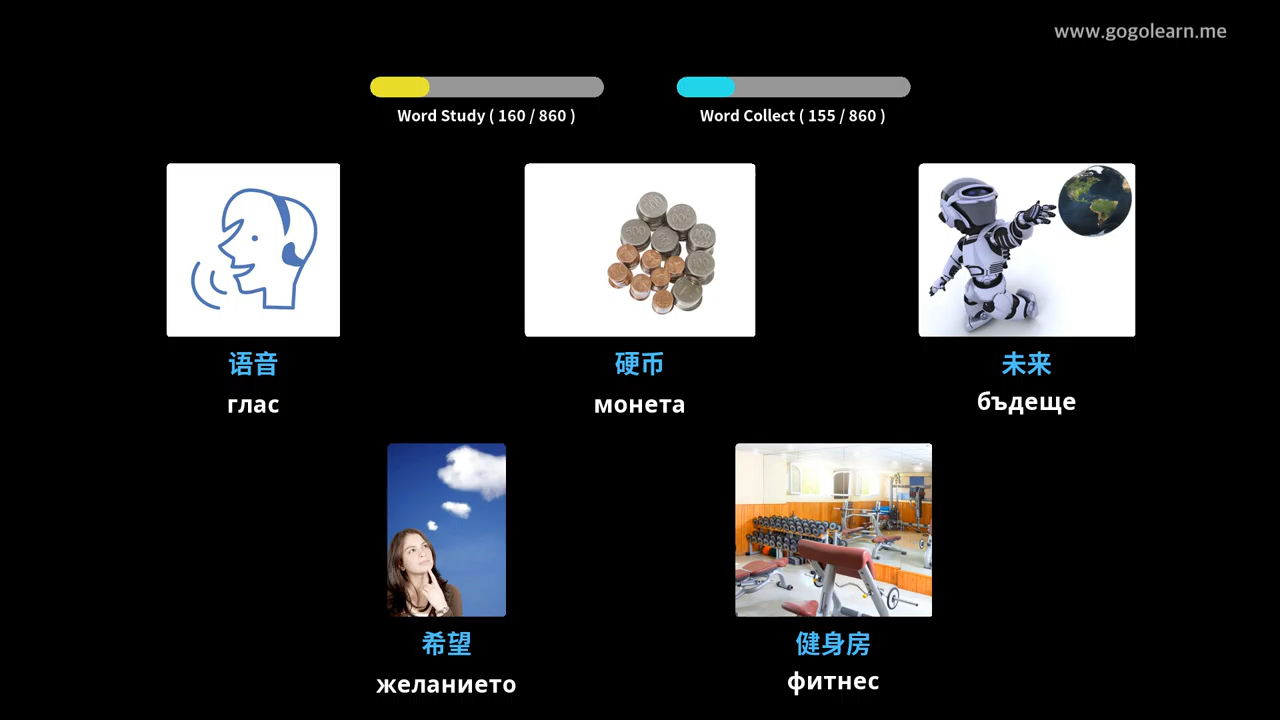 www.gogolearn.me
Word Study ( 160 / 860 )
Word Collect ( 155 / 860 )
语音
глас
硬币
монета
未来
бъдеще
希望
желанието
健身房
фитнес